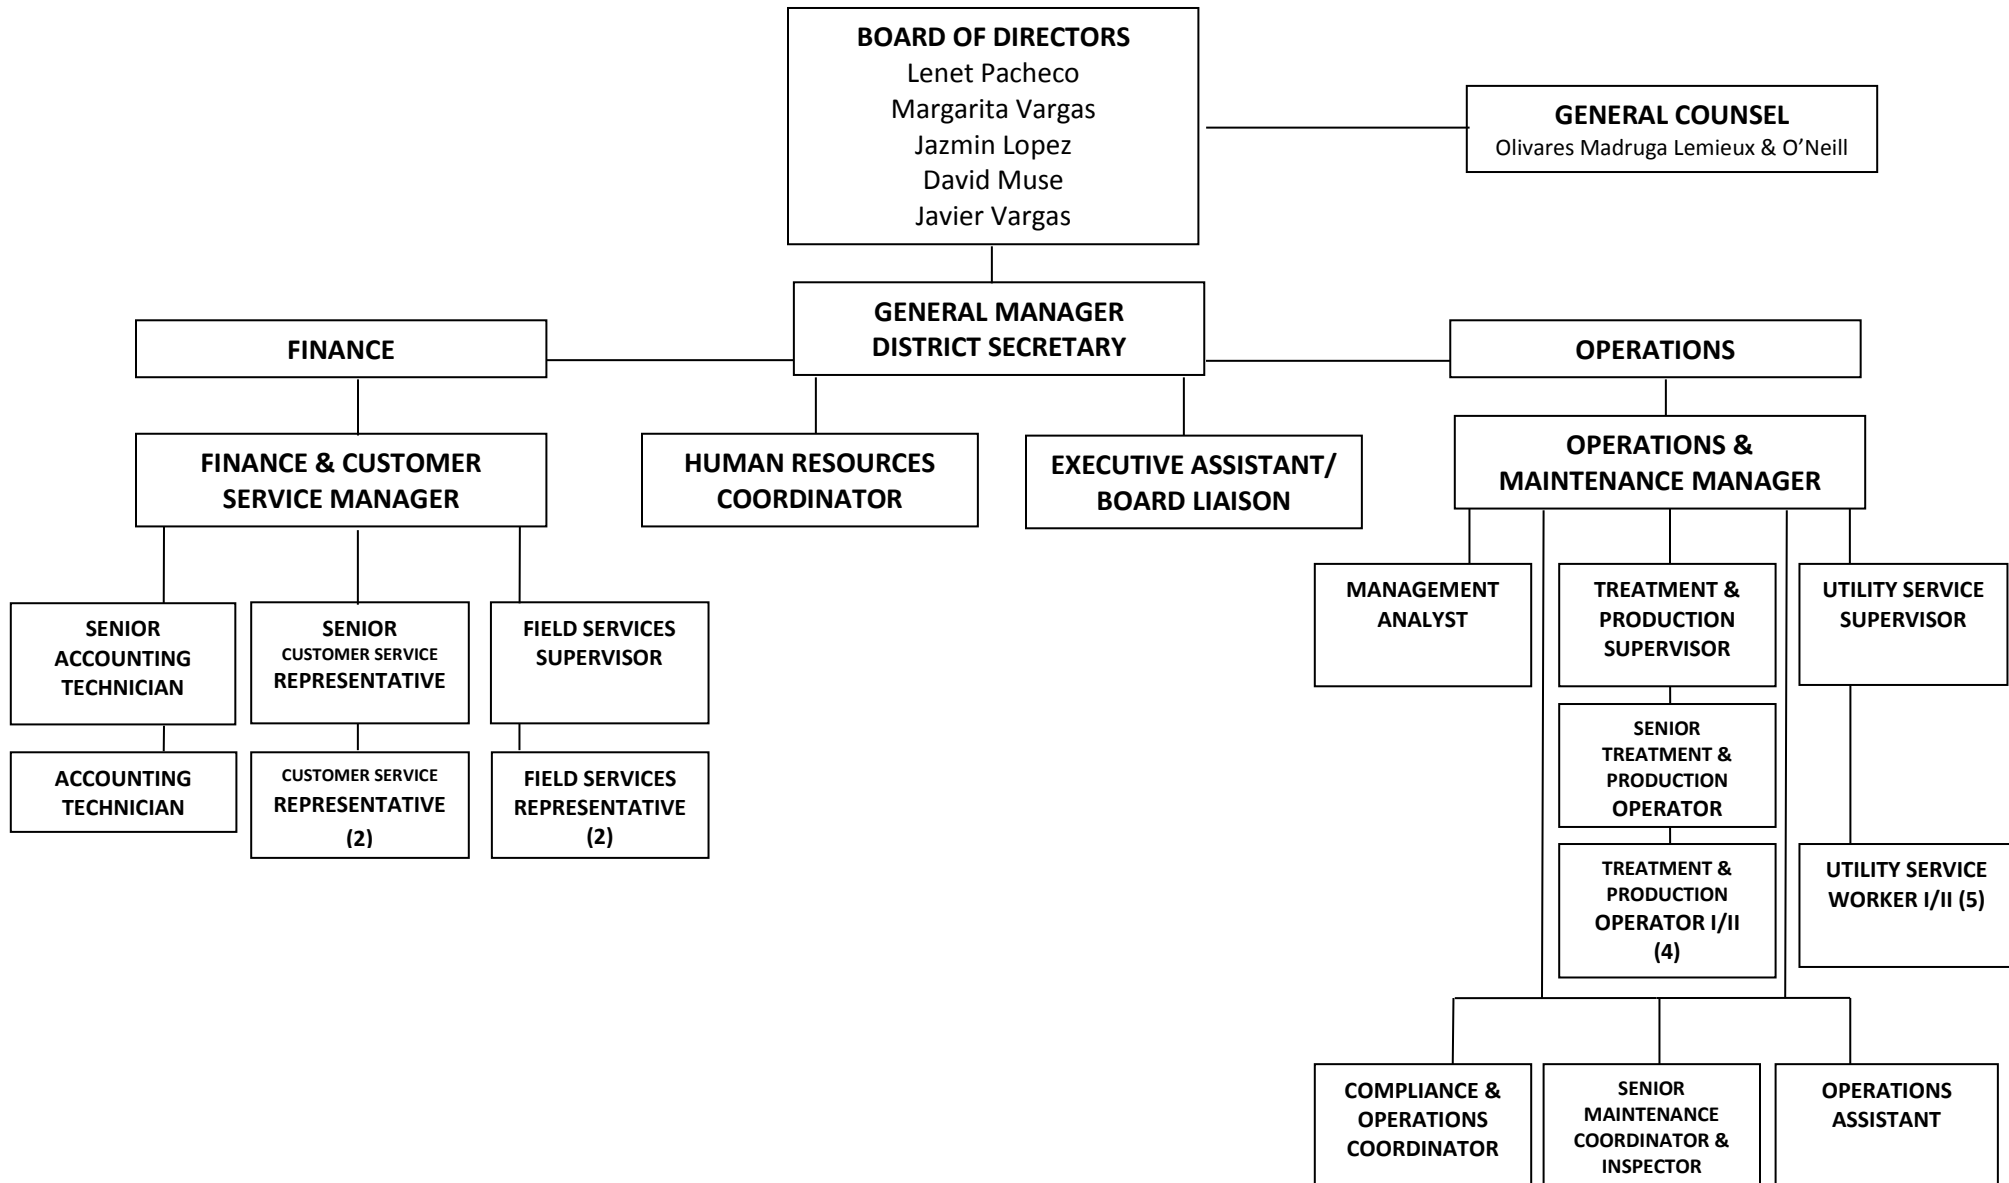 BOARD OF DIRECTORS
Lenet Pacheco
Margarita Vargas
Jazmin Lopez
David Muse
Javier Vargas
GENERAL COUNSEL
Olivares Madruga Lemieux & O’Neill
GENERAL MANAGER
DISTRICT SECRETARY
FINANCE
OPERATIONS
FINANCE & CUSTOMER
SERVICE MANAGER
HUMAN RESOURCES
COORDINATOR
EXECUTIVE ASSISTANT/
BOARD LIAISON
OPERATIONS &
MAINTENANCE MANAGER
SENIOR
ACCOUNTING
TECHNICIAN
SENIOR
CUSTOMER SERVICE
REPRESENTATIVE
FIELD SERVICES
SUPERVISOR
MANAGEMENT
ANALYST
TREATMENT &
PRODUCTION
SUPERVISOR
UTILITY SERVICE
SUPERVISOR
ACCOUNTING
TECHNICIAN
CUSTOMER SERVICE
REPRESENTATIVE
(2)
FIELD SERVICES
REPRESENTATIVE
(2)
SENIOR
TREATMENT &
PRODUCTION
OPERATOR
TREATMENT &
PRODUCTION
OPERATOR I/II
(4)
UTILITY SERVICE
WORKER I/II (5)
COMPLIANCE &
OPERATIONS
COORDINATOR
SENIOR
MAINTENANCE
COORDINATOR &
INSPECTOR
OPERATIONS
ASSISTANT